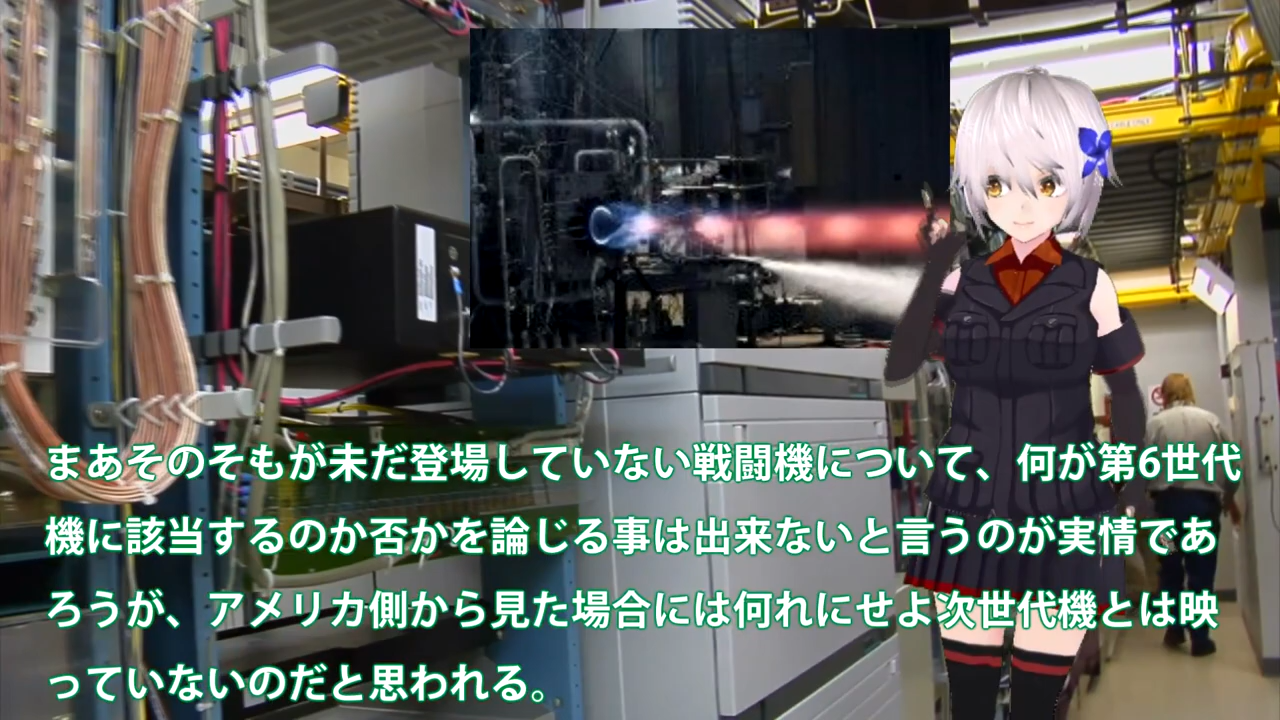 まあそのそもが未だ登場していない戦闘機について、何が第6世代
機に該当するのか否かを論じる事は出来ないと言うのが実情であ
ろうが、アメリカ側から見た場合には何れにせよ次世代機とは映
っていないのだと思われる。